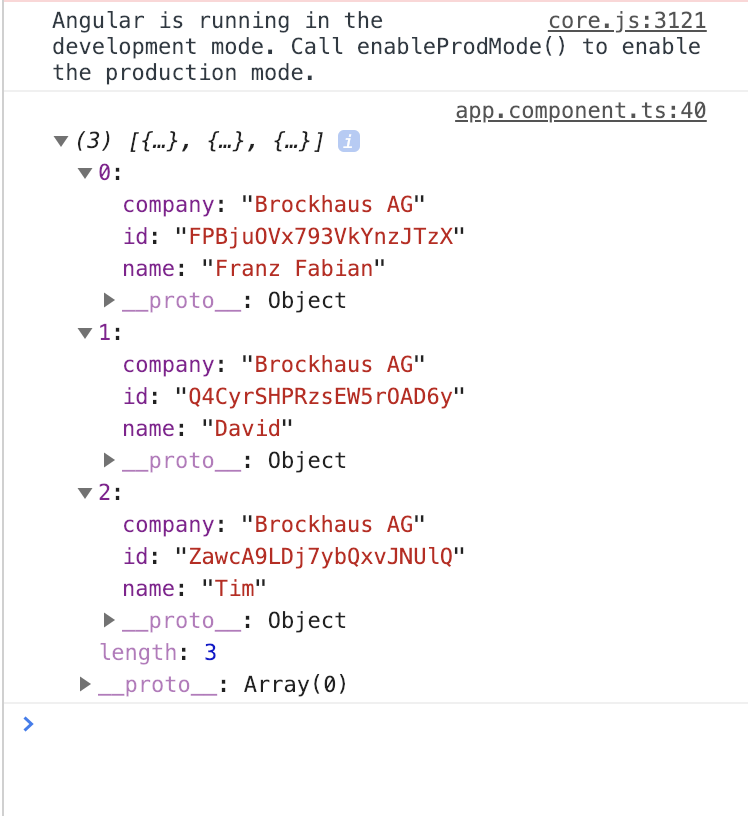 Angular is running in the core.js:3121
development mode. Call enableProdMode() to enable
the production mode.
app.component.ts:40
▼(3) [{…}, {…}, {…}] i
▼0:
company: "Brockhaus AG"
id: "FPBjuOVx793VkYnzJTzX"
name: "Franz Fabian"
▶__proto__: Object
▼1:
company: "Brockhaus AG"
id: "Q4CyrSHPRzsEW5rOAD6y"
name: "David"
▶__proto__: Object
▼2:
company: "Brockhaus AG"
id: "ZawcA9LDj7ybQxvJNUlQ"
name: "Tim"
▶__proto__: Object
length: 3
▶__proto__: Array(0)
>